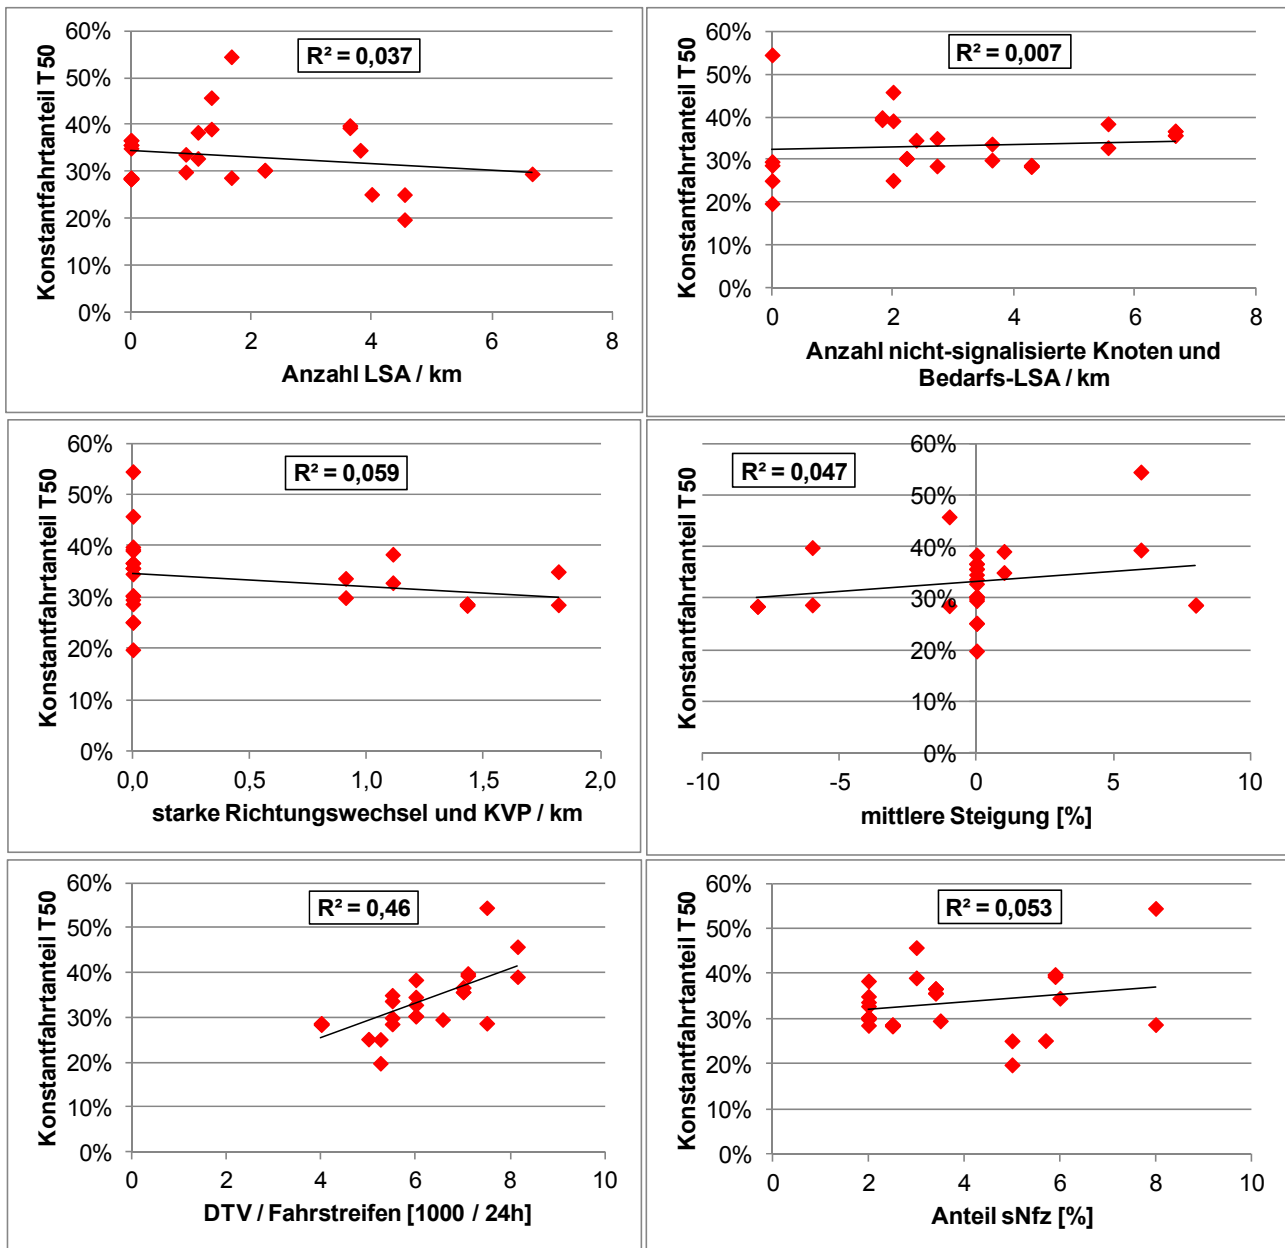 60%
50%
40%
30%
20%
10%
0%
Konstantfahrtanteil T50
R² = 0,037
0 2 4 6 8
Anzahl LSA / km
60%
50%
40%
30%
20%
10%
0%
Konstantfahrtanteil T50
R² = 0,007
0 2 4 6 8
Anzahl nicht-signalisierte Knoten und
Bedarfs-LSA / km
60%
50%
40%
30%
20%
10%
0%
Konstantfahrtanteil T50
R² = 0,059
0,0 0,5 1,0 1,5 2,0
starke Richtungswechsel und KVP / km
60%
50%
40%
30%
20%
10%
0%
Konstantfahrtanteil T50
R² = 0,047
-10 -5 0 5 10
mittlere Steigung [%]
60%
50%
40%
30%
20%
10%
0%
Konstantfahrtanteil T50
R² = 0,46
0 2 4 6 8 10
DTV / Fahrstreifen [1000 / 24h]
60%
50%
40%
30%
20%
10%
0%
Konstantfahrtanteil T50
R² = 0,053
0 2 4 6 8 10
Anteil sNfz [%]